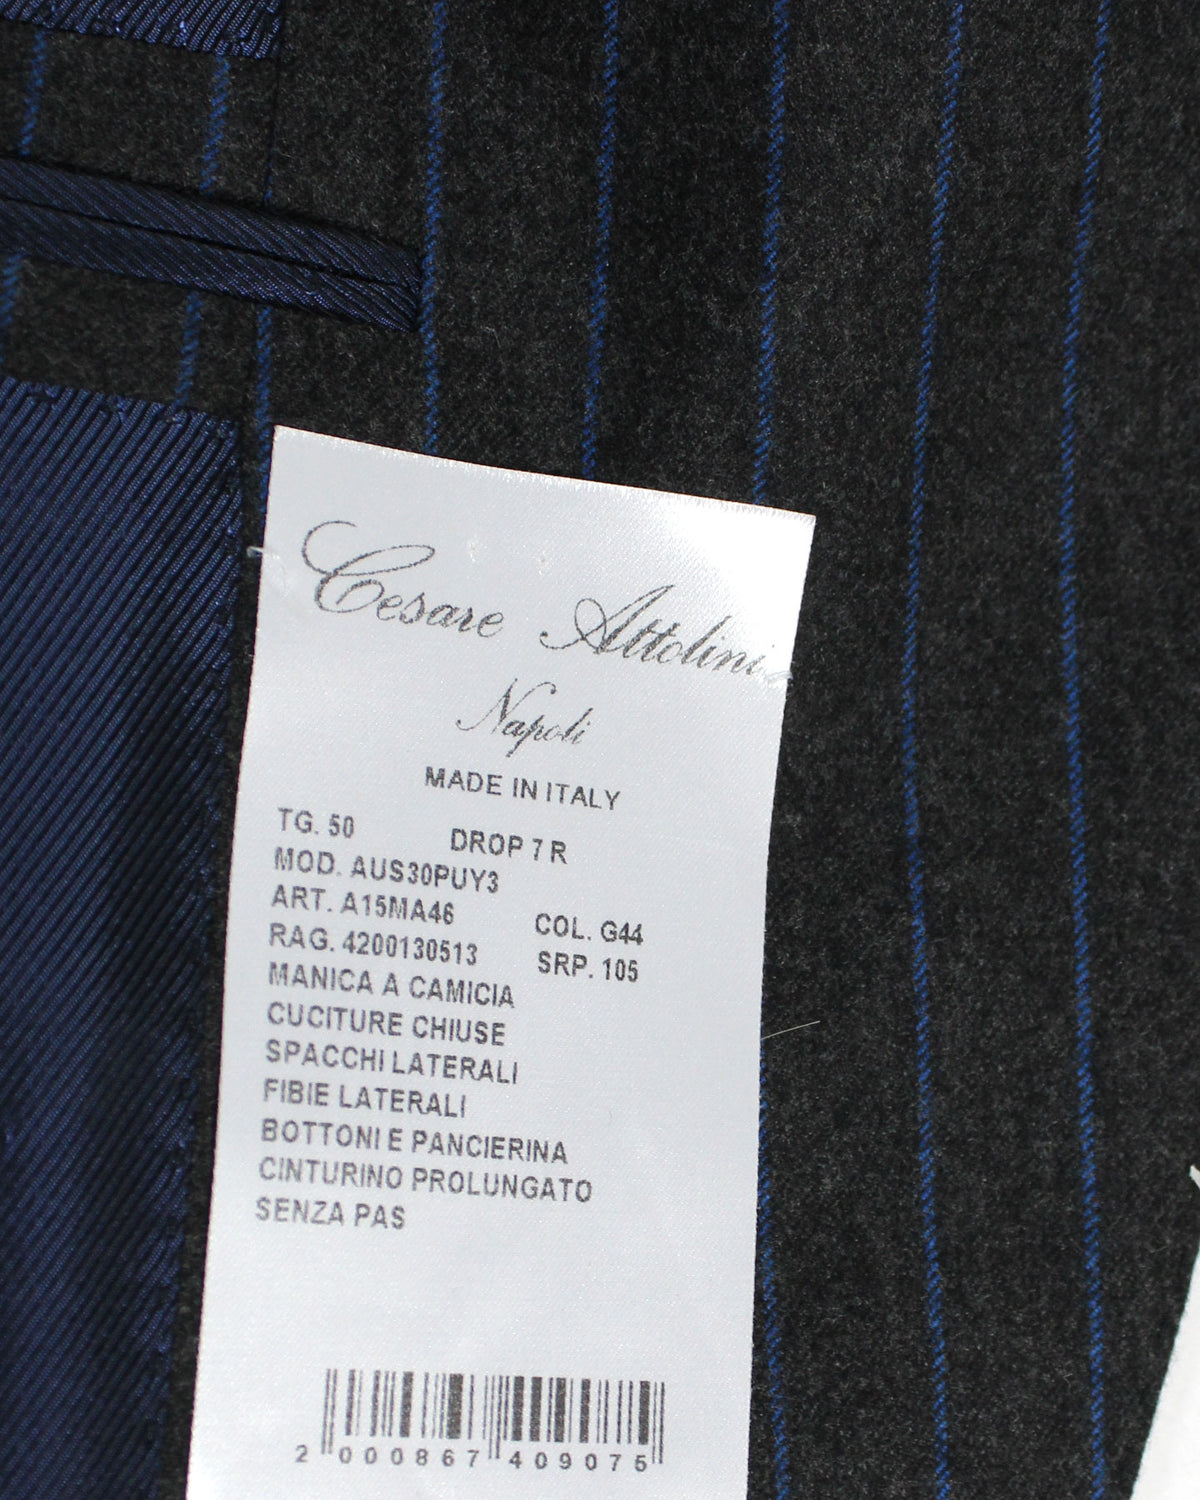 Cesare Attolini
Napoli
MADE IN ITALY
TG. 50 DROP 7 R
MOD. AUS30PUY3
ART. A15MA46 COL. G44
RAG. 4200130513 SRP. 105
MANICA A CAMICIA
CUCITURE CHIUSE
SPACCHI LATERALI
FIBIE LATERALI
BOTTONI E PANCIERINA
CINTURINO PROLUNGATO
SENZA PAS
2 000867 409075